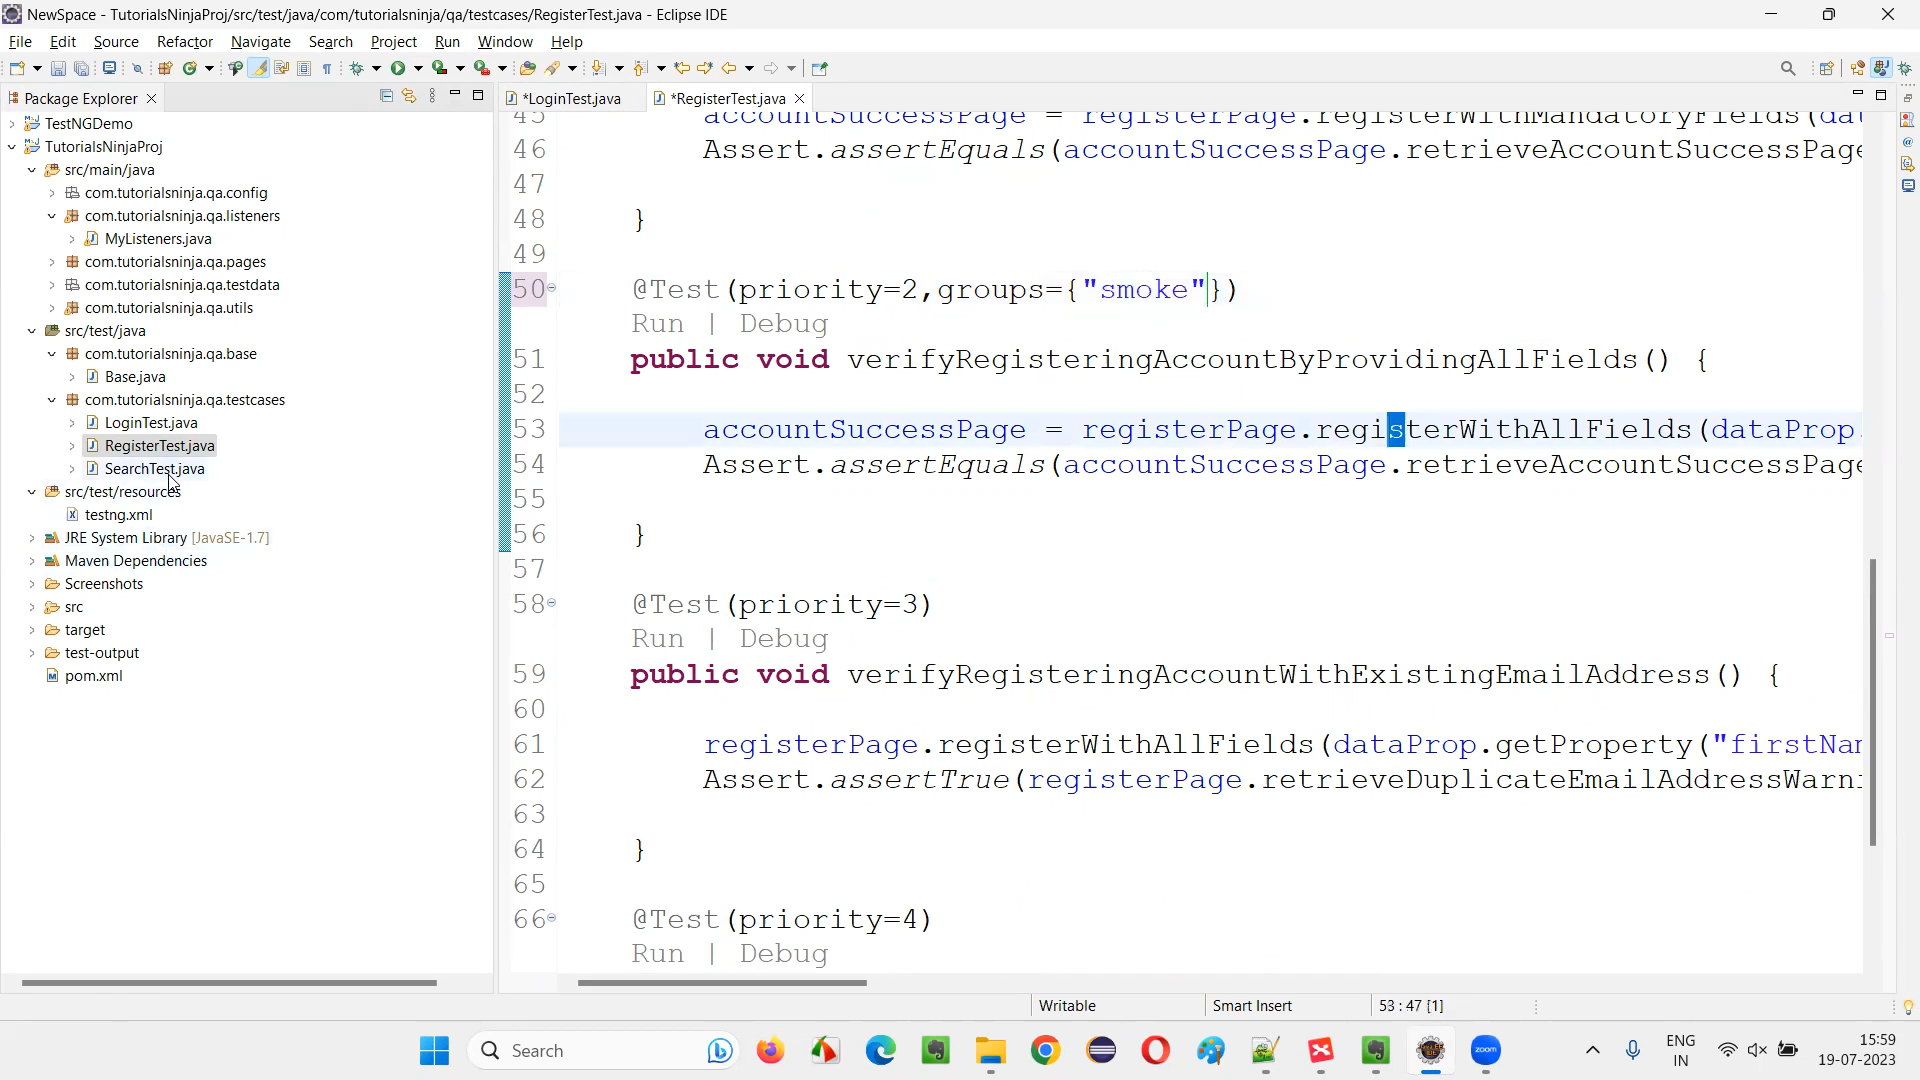 NewSpace - TutorialsNinjaProj/src/test/java/com/tutorialsninja/qa/testcases/RegisterTest.java - Eclipse IDE
File Edit Source Refactor Navigate Search Project Run Window Help
Package Explorer
*LoginTest.java
*RegisterTest.java
TestNGDemo
TutorialsNinjaProj
src/main/java
com.tutorialsninja.qa.config
com.tutorialsninja.qa.listeners
MyListeners.java
com.tutorialsninja.qa.pages
com.tutorialsninja.qa.testdata
com.tutorialsninja.qa.utils
src/test/java
com.tutorialsninja.qa.base
Base.java
com.tutorialsninja.qa.testcases
LoginTest.java
RegisterTest.java
SearchTest.java
src/test/resources
testng.xml
JRE System Library [JavaSE-1.7]
Maven Dependencies
Screenshots
src
target
test-output
pom.xml
45 accountSuccessPage = registerPage.registerWithMandatoryFields(dat
46 Assert.assertEquals(accountSuccessPage.retrieveAccountSuccessPage
47
48 }
49
50 @Test(priority=2,groups={"smoke"})
Run | Debug
51 public void verifyRegisteringAccountByProvidingAllFields() {
52
53 accountSuccessPage = registerPage.registerWithAllFields(dataProp.
54 Assert.assertEquals(accountSuccessPage.retrieveAccountSuccessPage
55
56 }
57
58 @Test(priority=3)
Run | Debug
59 public void verifyRegisteringAccountWithExistingEmailAddress() {
60
61 registerPage.registerWithAllFields(dataProp.getProperty("firstNam
62 Assert.assertTrue(registerPage.retrieveDuplicateEmailAddressWarni
63
64 }
65
66 @Test(priority=4)
Run | Debug
Writable
Smart Insert
53 : 47 [1]
Search
zoom
ENG
IN
15:59
19-07-2023